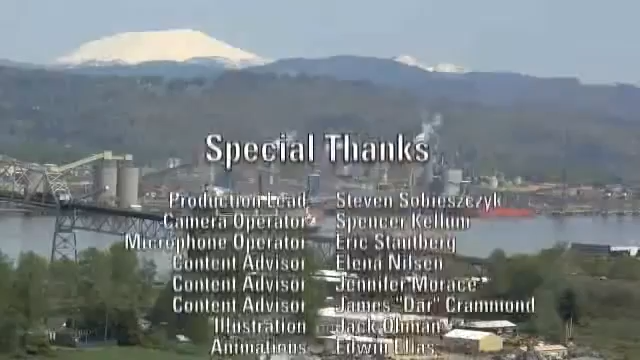 Special Thanks
Production Lead Steven Sobieszczyk
Camera Operator Spencer Kellum
Microphone Operator Eric Stautberg
Content Advisor Elena Nilsen
Content Advisor Jennifer Morace
Content Advisor James "Dar" Crammond
Illustration Jack Ohman
Animations Edwin Elias